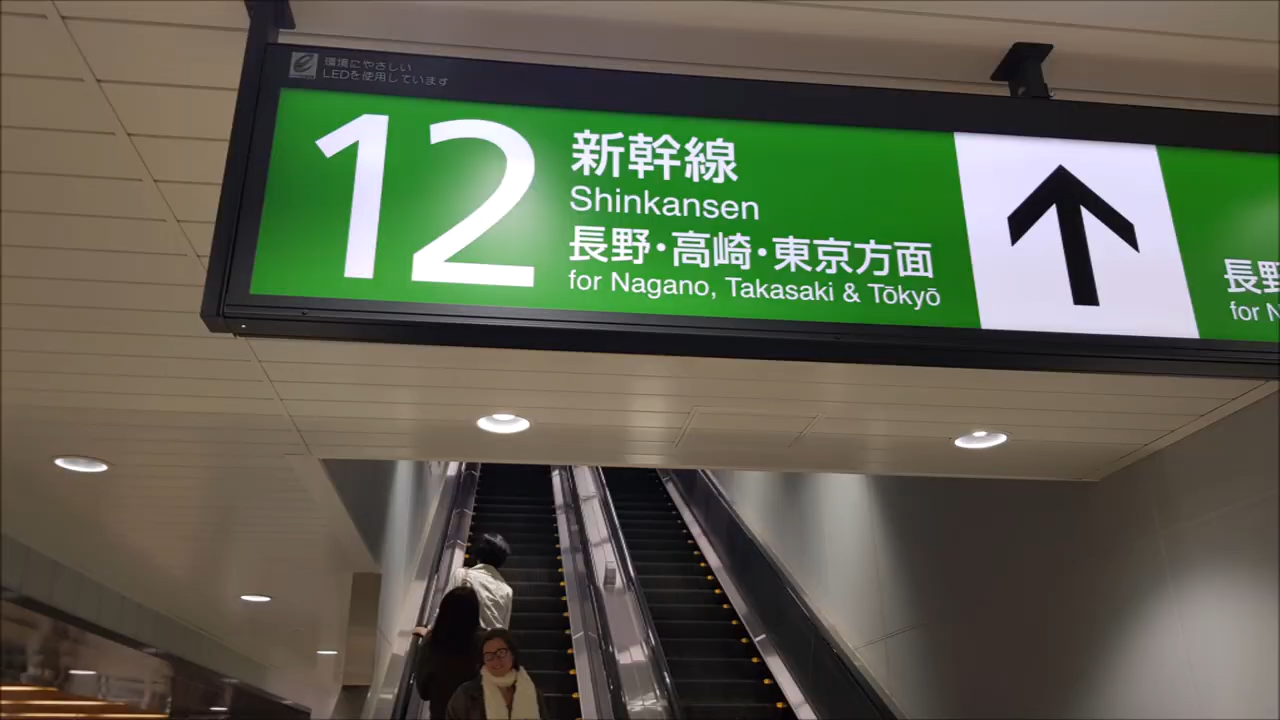 環境にやさしい
LEDを使用しています
12
新幹線
Shinkansen
長野・高崎・東京方面
for Nagano, Takasaki & Tōkyō
長野
for N